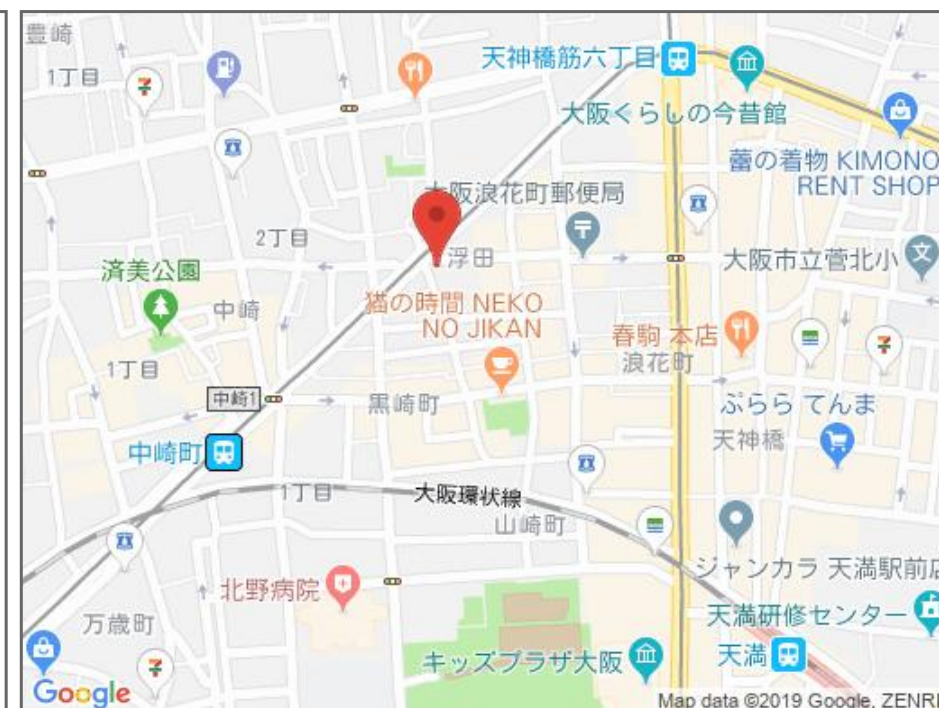 豊崎
1丁目
天神橋筋六丁目
大阪くらしの今昔館
蕾の着物 KIMONO
RENT SHOP
大阪浪花町郵便局
2丁目
浮田
大阪市立菅北小
済美公園
中崎
猫の時間 NEKO
NO JIKAN
春駒 本店
浪花町
1丁目
中崎1
黒崎町
ぷらら てんま
天神橋
中崎町
1丁目
大阪環状線
山崎町
ジャンカラ 天満駅前店
北野病院
天満研修センター
万歳町
キッズプラザ大阪
天満
Google
Map data ©2019 Google, ZENRI